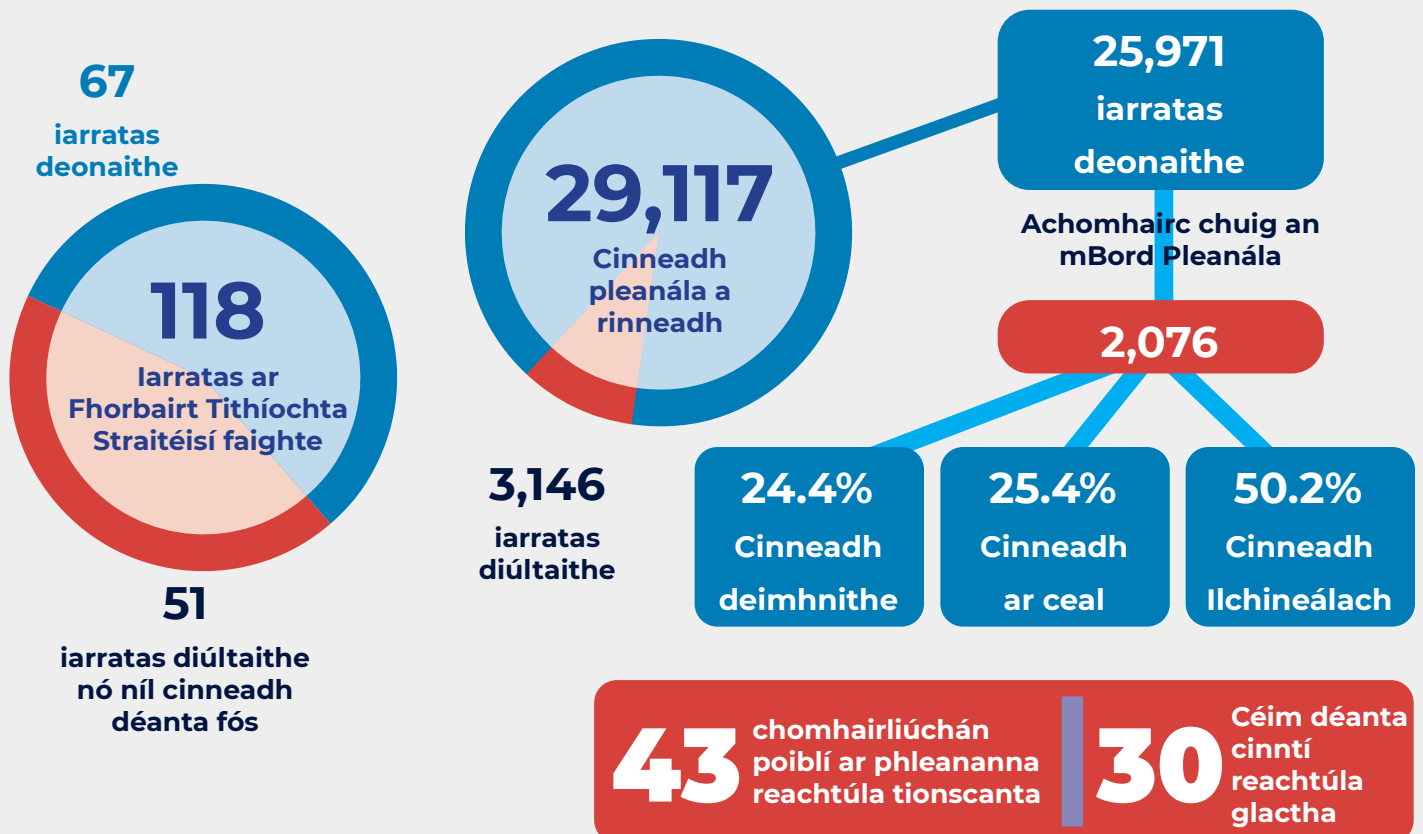 67
iarratas
deonaithe
118
Iarratas ar
Fhorbairt Tithíochta
Straitéisí faighte
51
iarratas diúltaithe
nó níl cinneadh
déanta fós
29,117
Cinneadh
pleanála a
rinneadh
3,146
iarratas
diúltaithe
25,971
iarratas
deonaithe
Achomhairc chuig an
mBord Pleanála
2,076
24.4%
Cinneadh
deimhnithe
25.4%
Cinneadh
ar ceal
50.2%
Cinneadh
Ilchineálach
43
chomhairliúchán
poiblí ar phleananna
reachtúla tionscanta
30
Céim déanta
cinntí
reachtúla
glactha